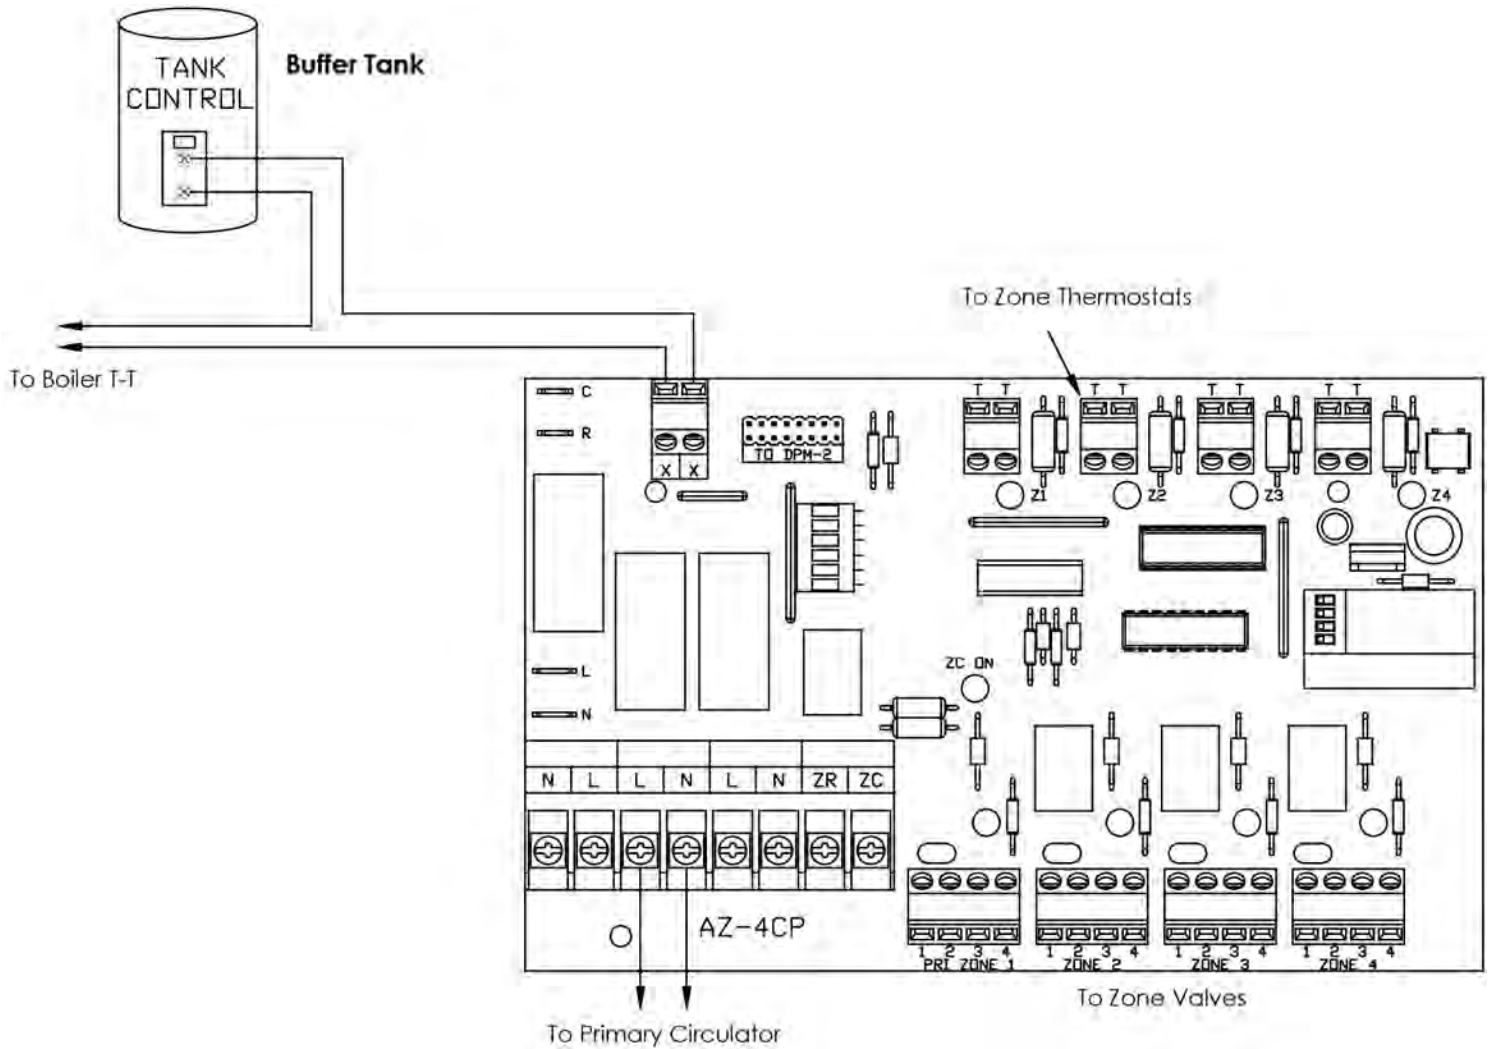 TANK
CONTROL
Buffer Tank
To Zone Thermostats
To Boiler T-T
C
R
X X
TO DPM-2
T T T T T T T T
Z1 Z2 Z3 Z4
ZC ON
L
N
N L L N L N ZR ZC
AZ-4CP
1 2 3 4 1 2 3 4 1 2 3 4 1 2 3 4
PRI ZONE 1 ZONE 2 ZONE 3 ZONE 4
To Zone Valves
To Primary Circulator